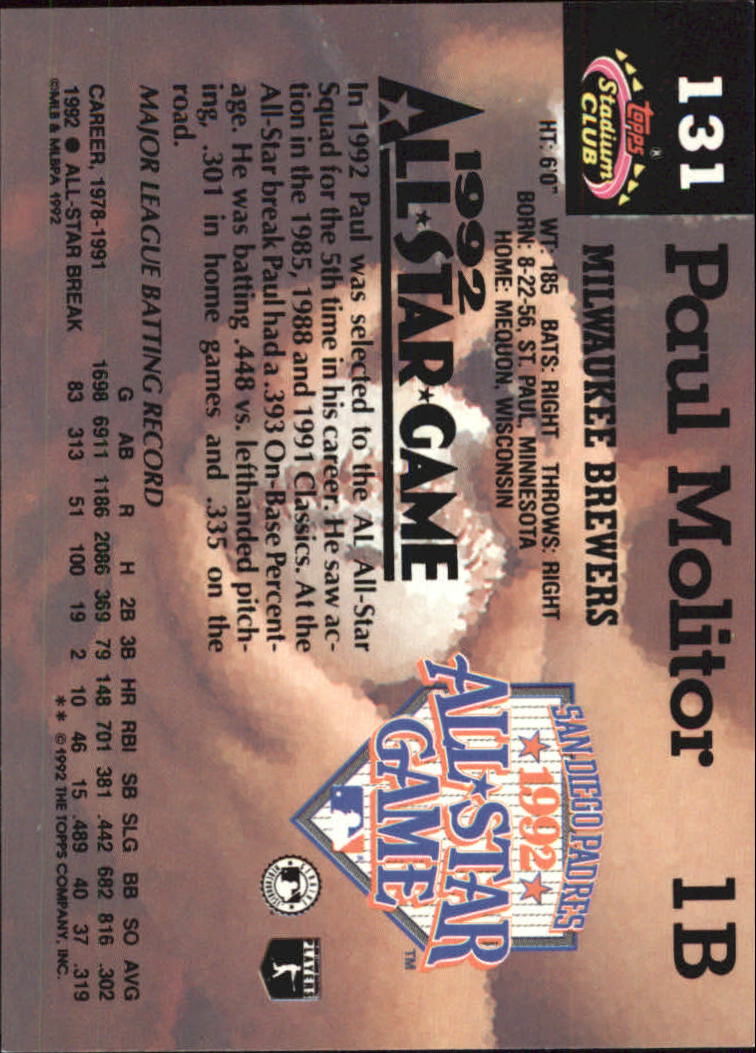 131
Paul Molitor 1B
topps®
Stadium
CLUB
MILWAUKEE BREWERS
HT: 6'0" WT: 185 BATS: RIGHT THROWS: RIGHT
BORN: 8-22-56, ST. PAUL, MINNESOTA
HOME: MEQUON, WISCONSIN
1992
ALL★STAR★GAME
SAN DIEGO PADRES
★ 1992 ★
ALL★STAR
GAME
™
In 1992 Paul was selected to the AL All-Star
Squad for the 5th time in his career. He saw ac-
tion in the 1985, 1988 and 1991 Classics. At the
All-Star break Paul had a .393 On-Base Percent-
age. He was batting .448 vs. lefthanded pitch-
ing, .301 in home games and .335 on the
road.
PLAYERS
MAJOR LEAGUE BATTING RECORD
G AB R H 2B 3B HR RBI SB SLG BB SO AVG
CAREER, 1978-1991 1698 6911 1186 2086 369 79 148 701 381 .442 682 816 .302
1992 ● ALL-STAR BREAK 83 313 51 100 19 2 10 46 15 .489 40 37 .319
©MLB & MLBPA 1992 ** ©1992 THE TOPPS COMPANY, INC.